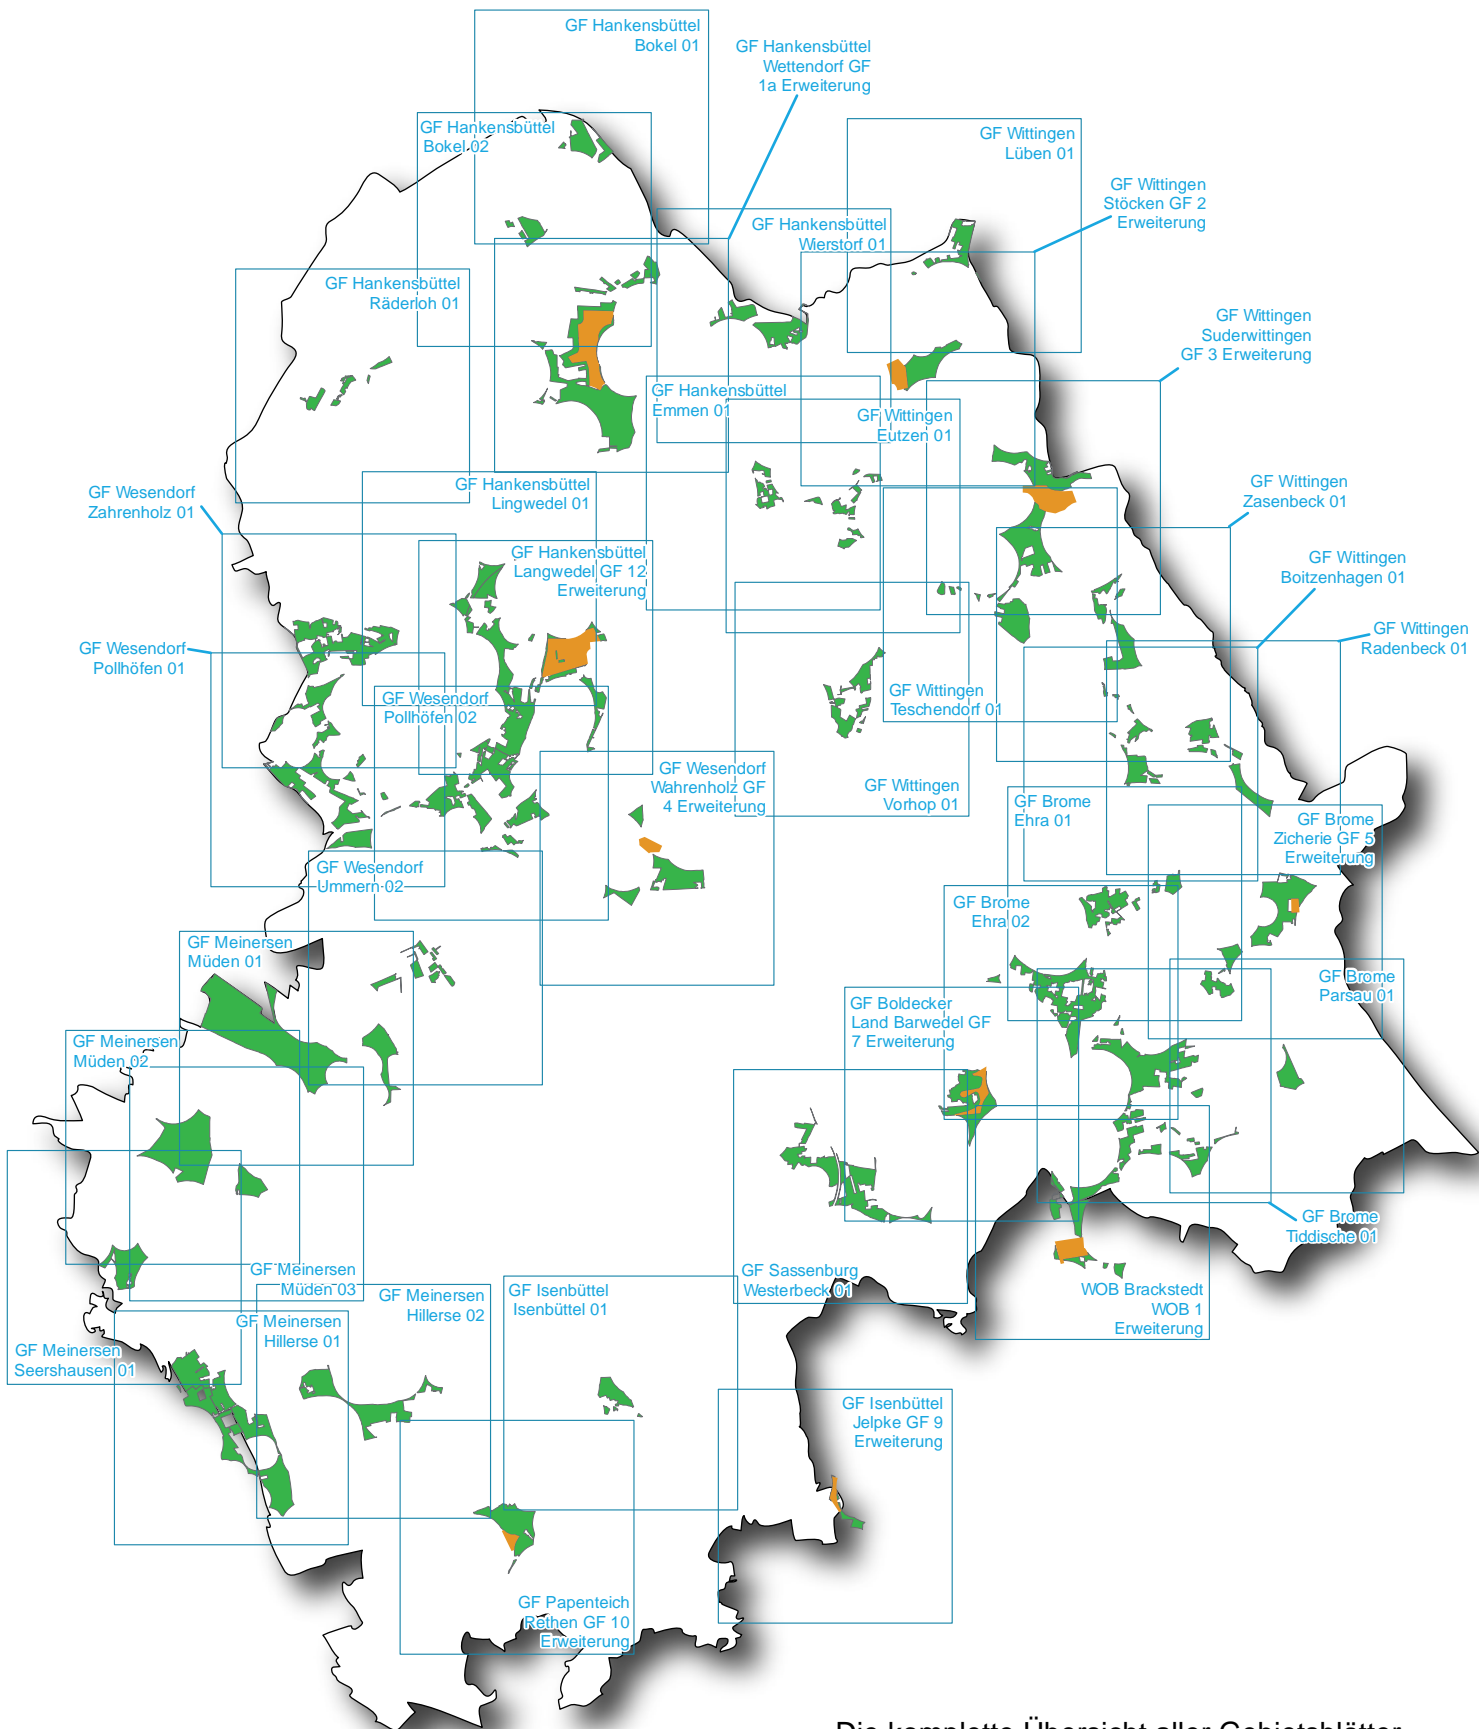 GF Hankensbüttel
Bokel 01
GF Hankensbüttel
Wettendorf GF
1a Erweiterung
GF Hankensbüttel
Bokel 02
GF Wittingen
Lüben 01
GF Wittingen
Stöcken GF 2
Erweiterung
GF Hankensbüttel
Wierstorf 01
GF Hankensbüttel
Räderloh 01
GF Wittingen
Suderwittingen
GF 3 Erweiterung
GF Hankensbüttel
Emmen 01
GF Wittingen
Eutzen 01
GF Wesendorf
Zahrenholz 01
GF Hankensbüttel
Lingwedel 01
GF Wittingen
Zasenbeck 01
GF Hankensbüttel
Langwedel GF 12
Erweiterung
GF Wittingen
Boitzenhagen 01
GF Wittingen
Radenbeck 01
GF Wesendorf
Pollhöfen 01
GF Wesendorf
Pollhöfen 02
GF Wittingen
Teschendorf 01
GF Wesendorf
Wahrenholz GF
4 Erweiterung
GF Wittingen
Vorhop 01
GF Brome
Ehra 01
GF Brome
Zicherie GF 5
Erweiterung
GF Wesendorf
Ummern 02
GF Brome
Ehra 02
GF Meinersen
Müden 01
GF Brome
Parsau 01
GF Boldecker
Land Barwedel GF
7 Erweiterung
GF Meinersen
Müden 02
GF Brome
Tiddische 01
GF Meinersen
Müden 03
GF Sassenburg
Westerbeck 01
GF Isenbüttel
Isenbüttel 01
GF Meinersen
Hillerse 02
WOB Brackstedt
WOB 1
Erweiterung
GF Meinersen
Hillerse 01
GF Meinersen
Seershausen 01
GF Isenbüttel
Jelpke GF 9
Erweiterung
GF Papenteich
Rethen GF 10
Erweiterung
Die komplette Übersicht aller Gebietsblätter